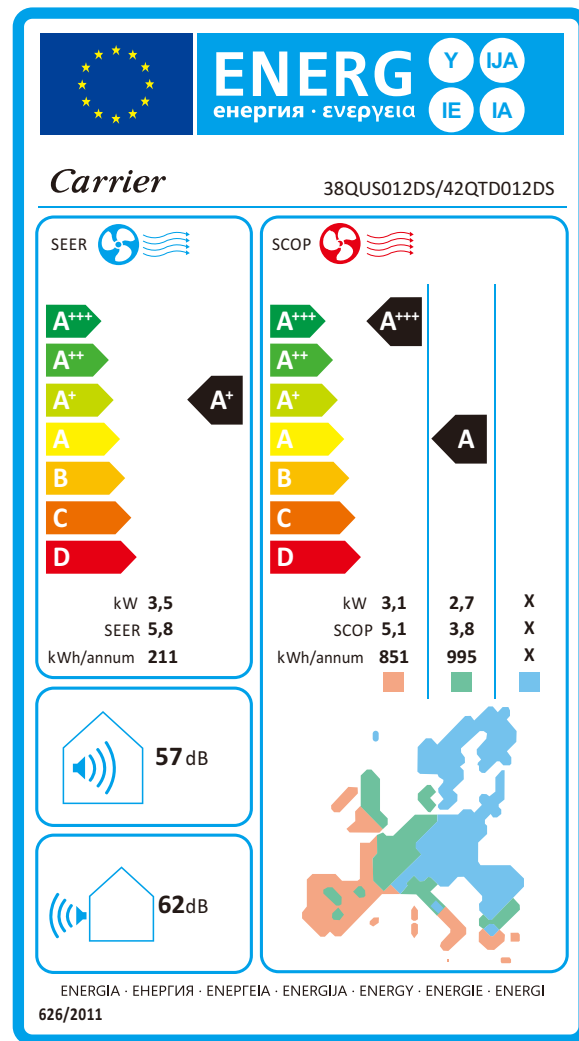 ENERG
енергия · ενεργεια
Y
IJA
IE
IA
Carrier
38QUS012DS/42QTD012DS
SEER
A+++
A++
A+
A
B
C
D
A+
kW 3,5
SEER 5,8
kWh/annum 211
SCOP
A+++
A++
A+
A
B
C
D
A+++
A
kW 3,1 2,7 X
SCOP 5,1 3,8 X
kWh/annum 851 995 X
57 dB
62dB
ENERGIA · ЕНЕРГИЯ · ΕΝΕΡΓΕΙΑ · ENERGIJA · ENERGY · ENERGIE · ENERGI
626/2011